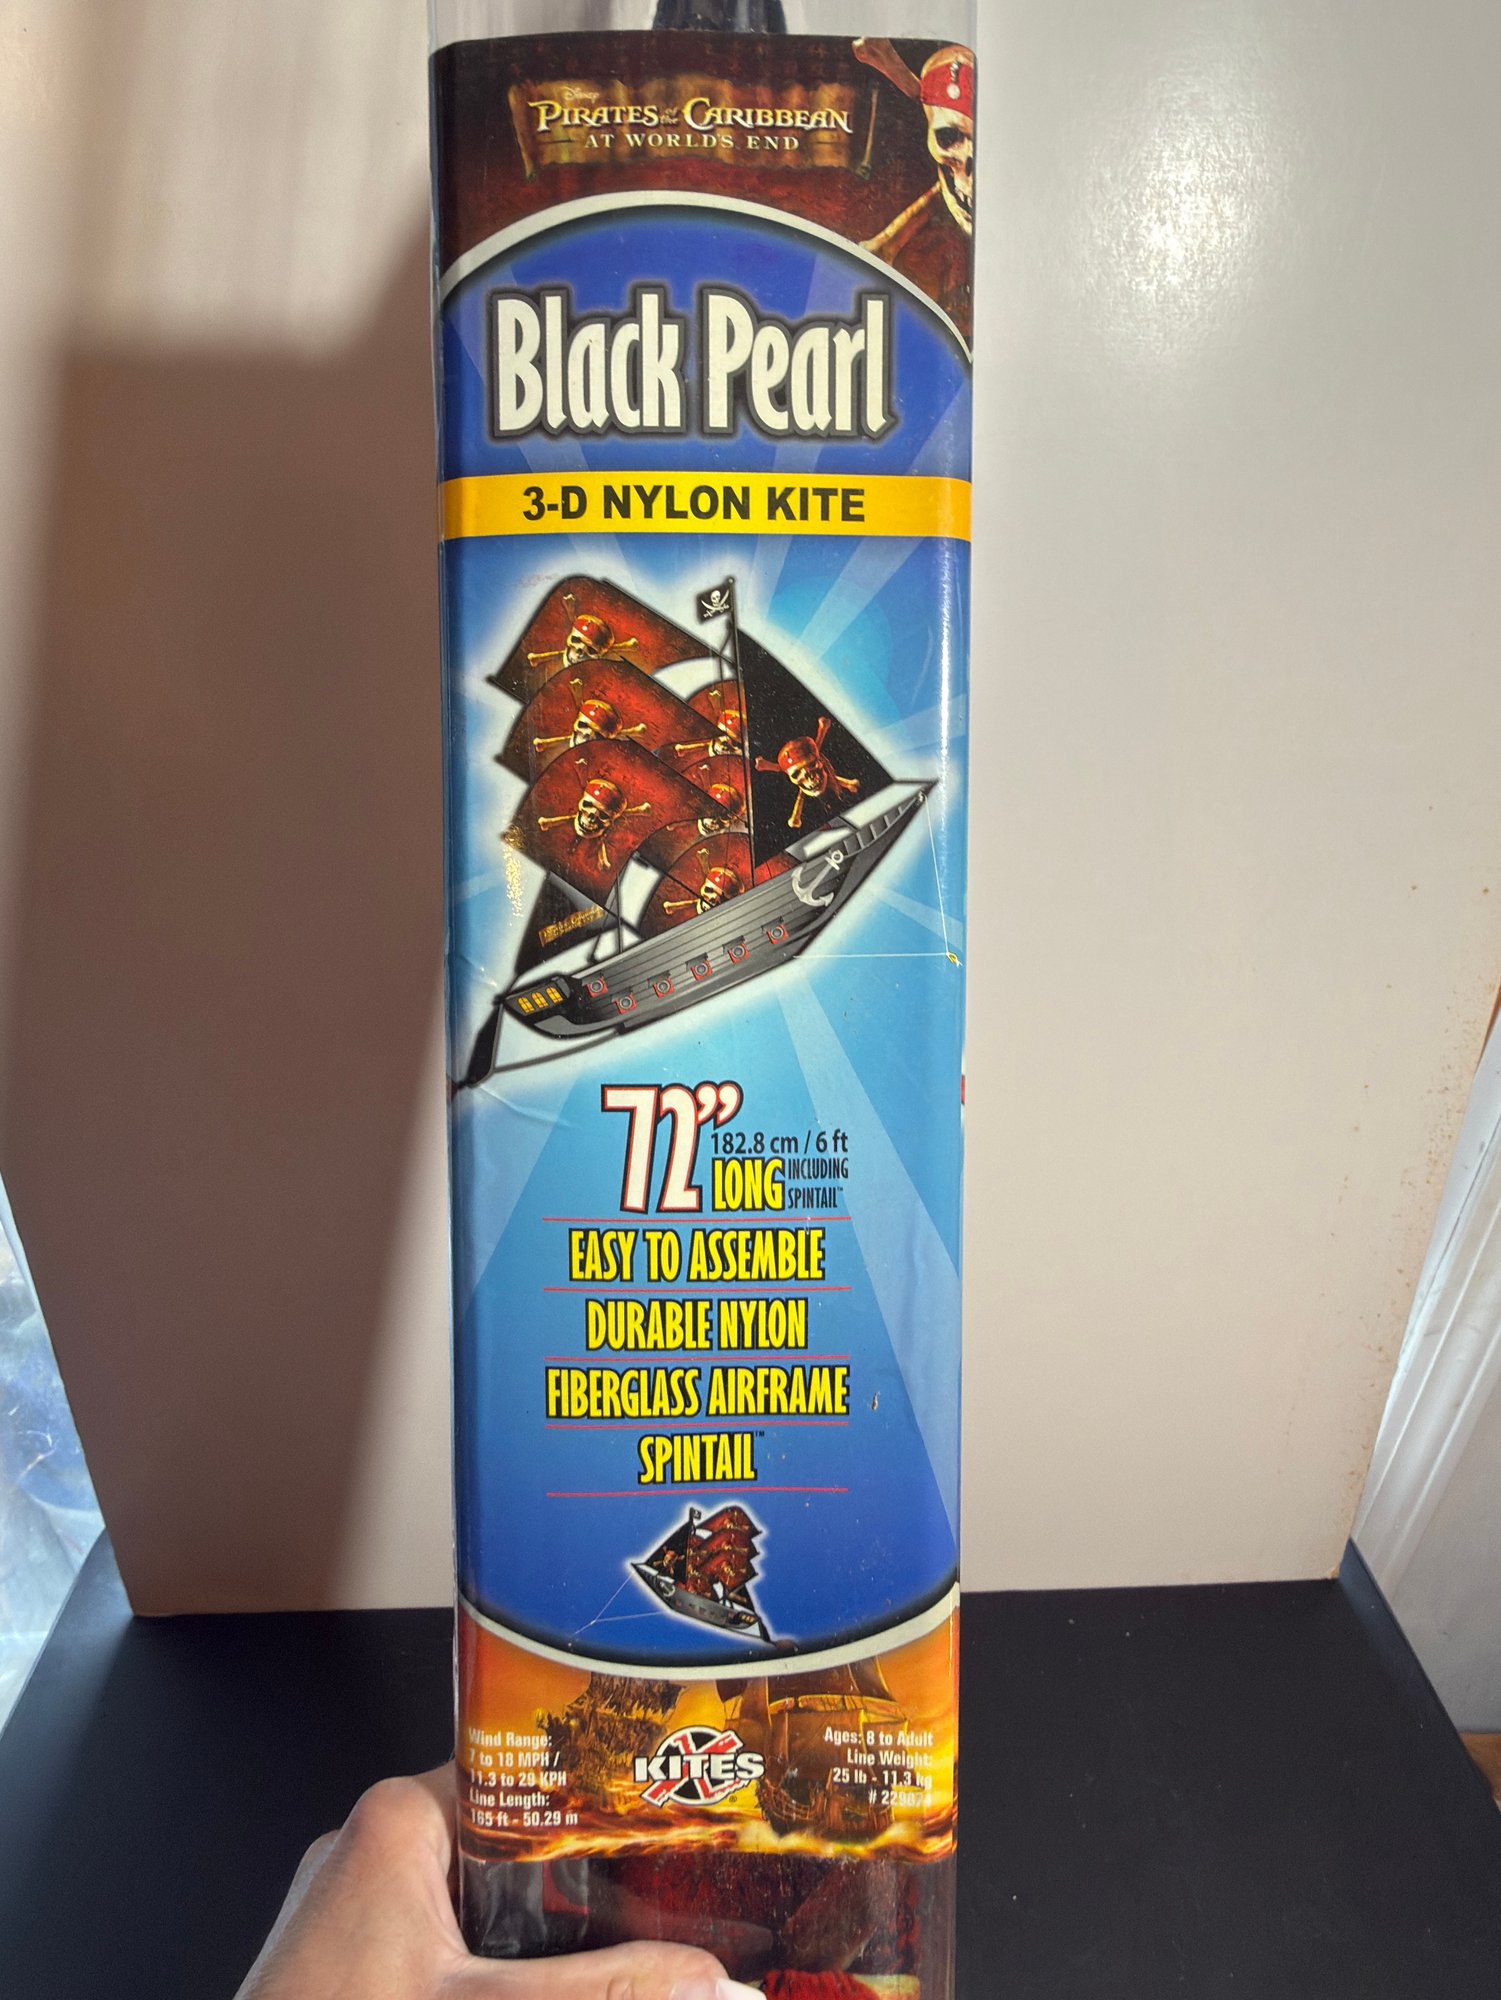 Disney
PIRATES of the CARIBBEAN
AT WORLD'S END
Black Pearl
3-D NYLON KITE
72”
182.8 cm / 6 ft
LONG INCLUDING
SPINTAIL™
EASY TO ASSEMBLE
DURABLE NYLON
FIBERGLASS AIRFRAME
SPINTAIL™
Wind Range:
7 to 18 MPH /
11.3 to 29 KPH
Line Length:
165 ft - 50.29 m
X KITES®
Ages: 8 to Adult
Line Weight:
25 lb - 11.3 kg